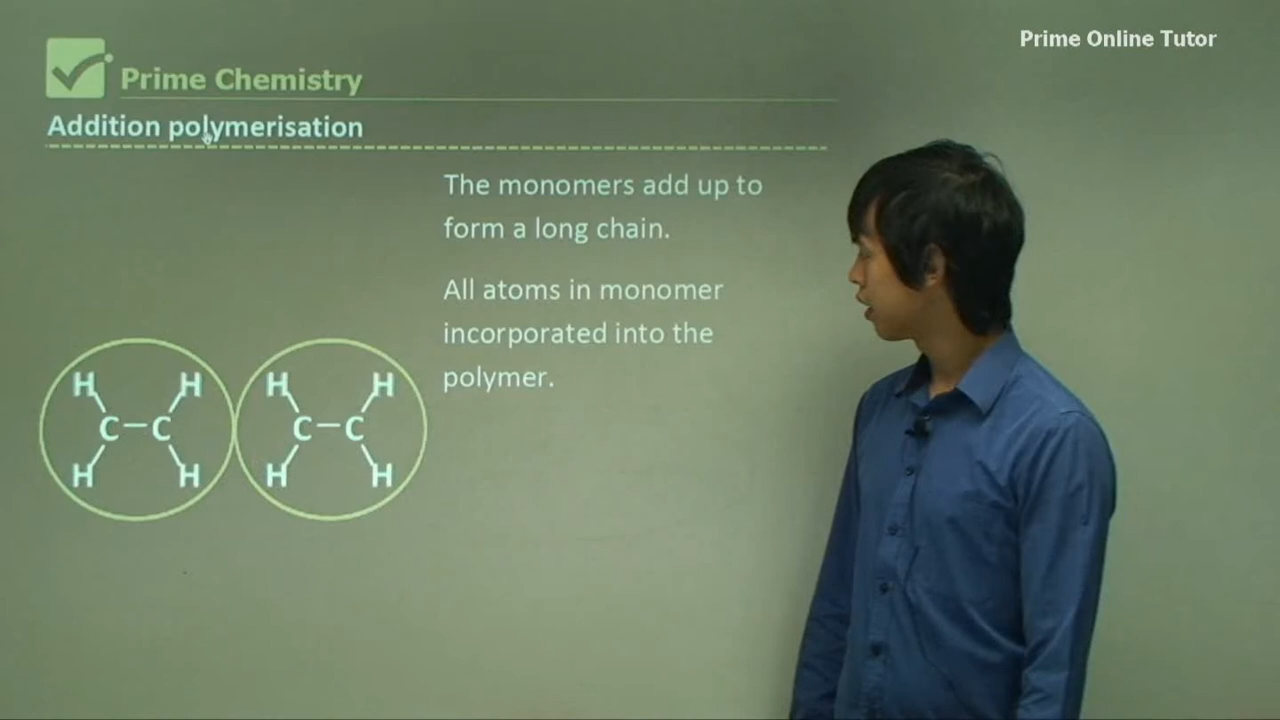 Prime Online Tutor
Prime Chemistry
Addition polymerisation
The monomers add up to
form a long chain.
All atoms in monomer
incorporated into the
polymer.
H H H H
C – C C – C
H H H H